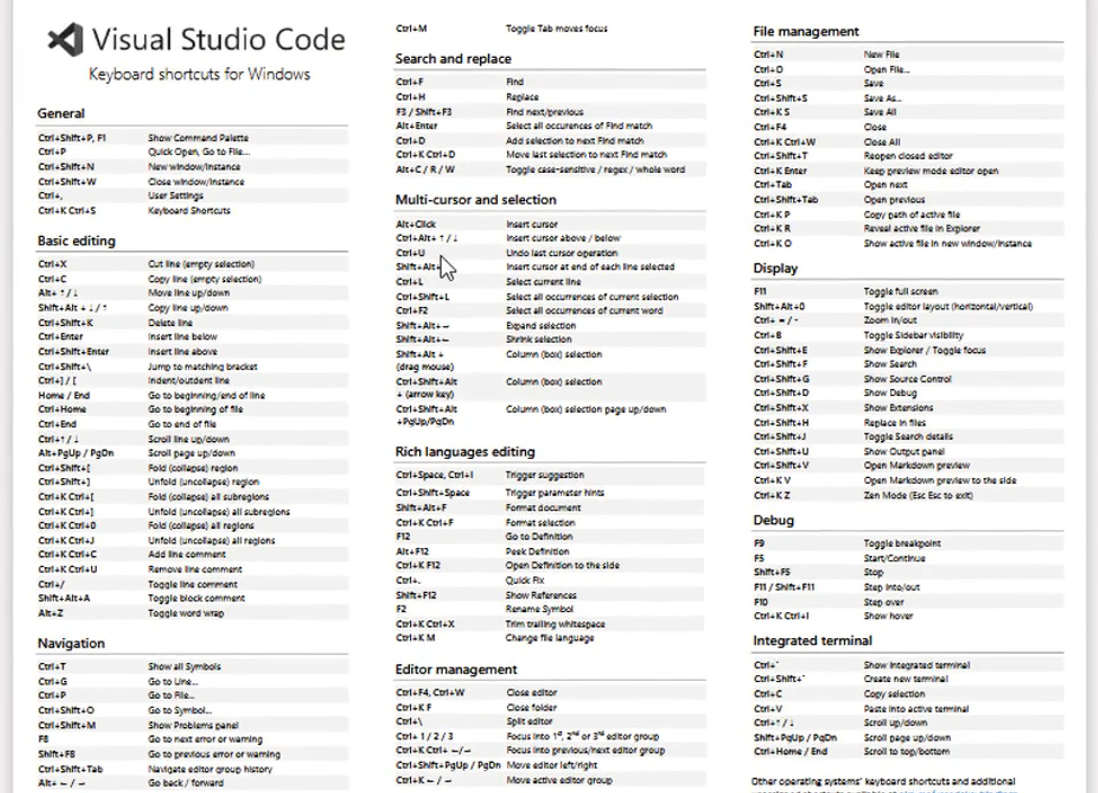 Visual Studio Code
Keyboard shortcuts for Windows
General
Ctrl+Shift+P, F1 Show Command Palette
Ctrl+P Quick Open, Go to File...
Ctrl+Shift+N New window/instance
Ctrl+Shift+W Close window/instance
Ctrl+, User Settings
Ctrl+K Ctrl+S Keyboard Shortcuts
Basic editing
Ctrl+X Cut line (empty selection)
Ctrl+C Copy line (empty selection)
Alt+ ↑ / ↓ Move line up/down
Shift+Alt + ↓ / ↑ Copy line up/down
Ctrl+Shift+K Delete line
Ctrl+Enter Insert line below
Ctrl+Shift+Enter Insert line above
Ctrl+Shift+\ Jump to matching bracket
Ctrl+] / [ Indent/outdent line
Home / End Go to beginning/end of line
Ctrl+Home Go to beginning of file
Ctrl+End Go to end of file
Ctrl+↑ / ↓ Scroll line up/down
Alt+PgUp / PgDn Scroll page up/down
Ctrl+Shift+[ Fold (collapse) region
Ctrl+Shift+] Unfold (uncollapse) region
Ctrl+K Ctrl+[ Fold (collapse) all subregions
Ctrl+K Ctrl+] Unfold (uncollapse) all subregions
Ctrl+K Ctrl+0 Fold (collapse) all regions
Ctrl+K Ctrl+J Unfold (uncollapse) all regions
Ctrl+K Ctrl+C Add line comment
Ctrl+K Ctrl+U Remove line comment
Ctrl+/ Toggle line comment
Shift+Alt+A Toggle block comment
Alt+Z Toggle word wrap
Navigation
Ctrl+T Show all Symbols
Ctrl+G Go to Line...
Ctrl+P Go to File...
Ctrl+Shift+O Go to Symbol...
Ctrl+Shift+M Show Problems panel
F8 Go to next error or warning
Shift+F8 Go to previous error or warning
Ctrl+Shift+Tab Navigate editor group history
Alt+ ← / → Go back / forward
Ctrl+M Toggle Tab moves focus
Search and replace
Ctrl+F Find
Ctrl+H Replace
F3 / Shift+F3 Find next/previous
Alt+Enter Select all occurences of Find match
Ctrl+D Add selection to next Find match
Ctrl+K Ctrl+D Move last selection to next Find match
Alt+C / R / W Toggle case-sensitive / regex / whole word
Multi-cursor and selection
Alt+Click Insert cursor
Ctrl+Alt+ ↑ / ↓ Insert cursor above / below
Ctrl+U Undo last cursor operation
Shift+Alt+ Insert cursor at end of each line selected
Ctrl+L Select current line
Ctrl+Shift+L Select all occurrences of current selection
Ctrl+F2 Select all occurrences of current word
Shift+Alt+→ Expand selection
Shift+Alt+← Shrink selection
Shift+Alt + Column (box) selection
(drag mouse)
Ctrl+Shift+Alt Column (box) selection
+ (arrow key)
Ctrl+Shift+Alt Column (box) selection page up/down
+PgUp/PgDn
Rich languages editing
Ctrl+Space, Ctrl+I Trigger suggestion
Ctrl+Shift+Space Trigger parameter hints
Shift+Alt+F Format document
Ctrl+K Ctrl+F Format selection
F12 Go to Definition
Alt+F12 Peek Definition
Ctrl+K F12 Open Definition to the side
Ctrl+. Quick Fix
Shift+F12 Show References
F2 Rename Symbol
Ctrl+K Ctrl+X Trim trailing whitespace
Ctrl+K M Change file language
Editor management
Ctrl+F4, Ctrl+W Close editor
Ctrl+K F Close folder
Ctrl+\ Split editor
Ctrl+ 1 / 2 / 3 Focus into 1st, 2nd or 3rd editor group
Ctrl+K Ctrl+ ←/→ Focus into previous/next editor group
Ctrl+Shift+PgUp / PgDn Move editor left/right
Ctrl+K ← / → Move active editor group
File management
Ctrl+N New File
Ctrl+O Open File...
Ctrl+S Save
Ctrl+Shift+S Save As...
Ctrl+K S Save All
Ctrl+F4 Close
Ctrl+K Ctrl+W Close All
Ctrl+Shift+T Reopen closed editor
Ctrl+K Enter Keep preview mode editor open
Ctrl+Tab Open next
Ctrl+Shift+Tab Open previous
Ctrl+K P Copy path of active file
Ctrl+K R Reveal active file in Explorer
Ctrl+K O Show active file in new window/instance
Display
F11 Toggle full screen
Shift+Alt+0 Toggle editor layout (horizontal/vertical)
Ctrl+ = / - Zoom in/out
Ctrl+B Toggle Sidebar visibility
Ctrl+Shift+E Show Explorer / Toggle focus
Ctrl+Shift+F Show Search
Ctrl+Shift+G Show Source Control
Ctrl+Shift+D Show Debug
Ctrl+Shift+X Show Extensions
Ctrl+Shift+H Replace in files
Ctrl+Shift+J Toggle Search details
Ctrl+Shift+U Show Output panel
Ctrl+Shift+V Open Markdown preview
Ctrl+K V Open Markdown preview to the side
Ctrl+K Z Zen Mode (Esc Esc to exit)
Debug
F9 Toggle breakpoint
F5 Start/Continue
Shift+F5 Stop
F11 / Shift+F11 Step into/out
F10 Step over
Ctrl+K Ctrl+I Show hover
Integrated terminal
Ctrl+` Show integrated terminal
Ctrl+Shift+` Create new terminal
Ctrl+C Copy selection
Ctrl+V Paste into active terminal
Ctrl+↑ / ↓ Scroll up/down
Shift+PgUp / PgDn Scroll page up/down
Ctrl+Home / End Scroll to top/bottom
Other operating systems' keyboard shortcuts and additional